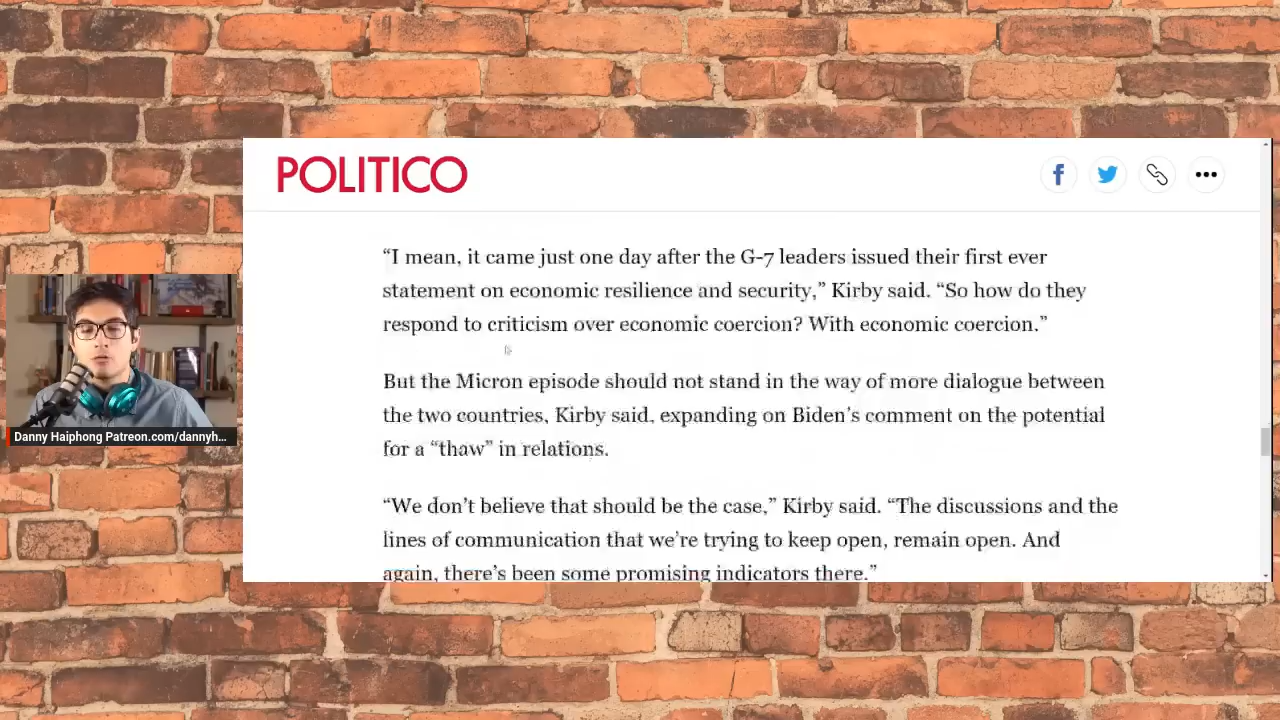 POLITICO
“I mean, it came just one day after the G-7 leaders issued their first ever
statement on economic resilience and security,” Kirby said. “So how do they
respond to criticism over economic coercion? With economic coercion.”
But the Micron episode should not stand in the way of more dialogue between
the two countries, Kirby said, expanding on Biden’s comment on the potential
for a “thaw” in relations.
“We don’t believe that should be the case,” Kirby said. “The discussions and the
lines of communication that we’re trying to keep open, remain open. And
again, there’s been some promising indicators there.”
Danny Haiphong Patreon.com/dannyh...